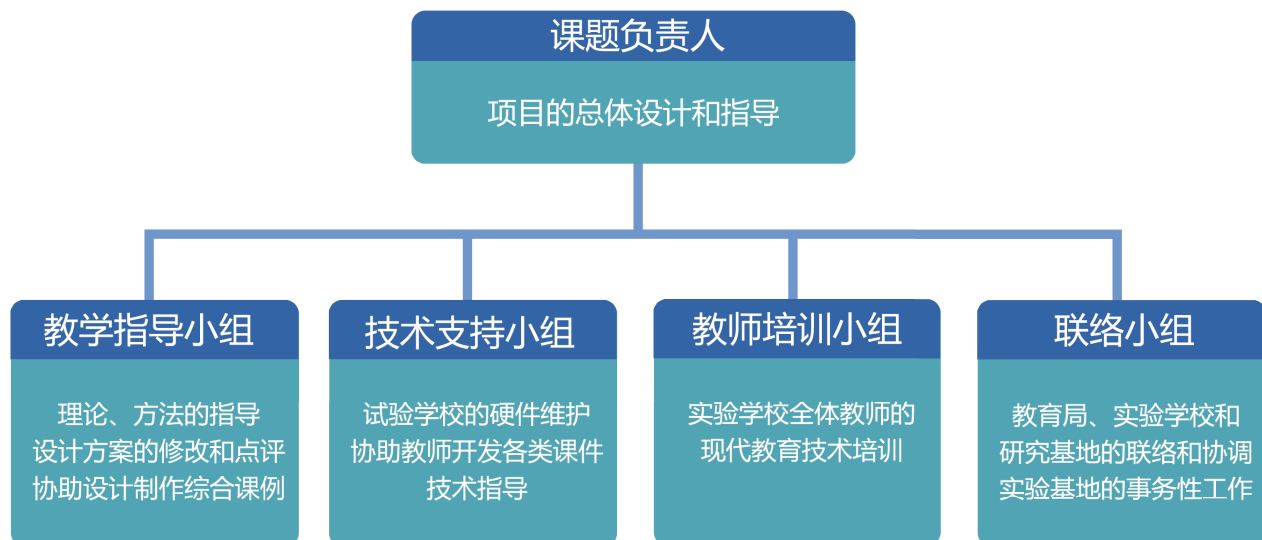 课题负责人
项目的总体设计和指导
教学指导小组
理论、方法的指导
设计方案的修改和点评
协助设计制作综合课例
技术支持小组
试验学校的硬件维护
协助教师开发各类课件
技术指导
教师培训小组
实验学校全体教师的
现代教育技术培训
联络小组
教育局、实验学校和
研究基地的联络和协调
实验基地的事务性工作